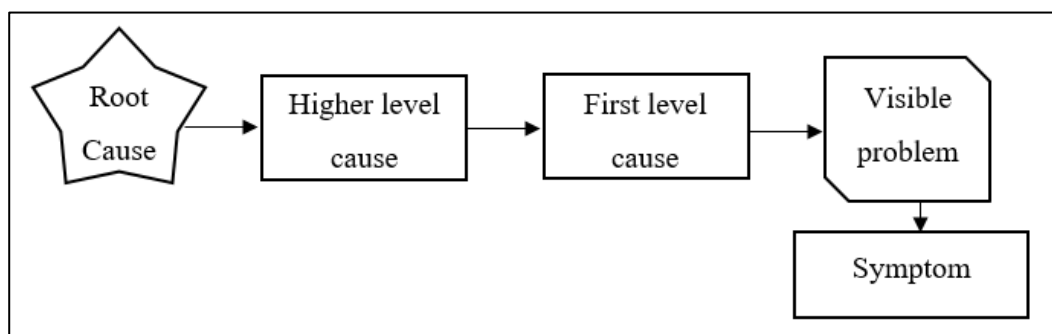 Root
Cause
Higher level
cause
First level
cause
Visible
problem
Symptom